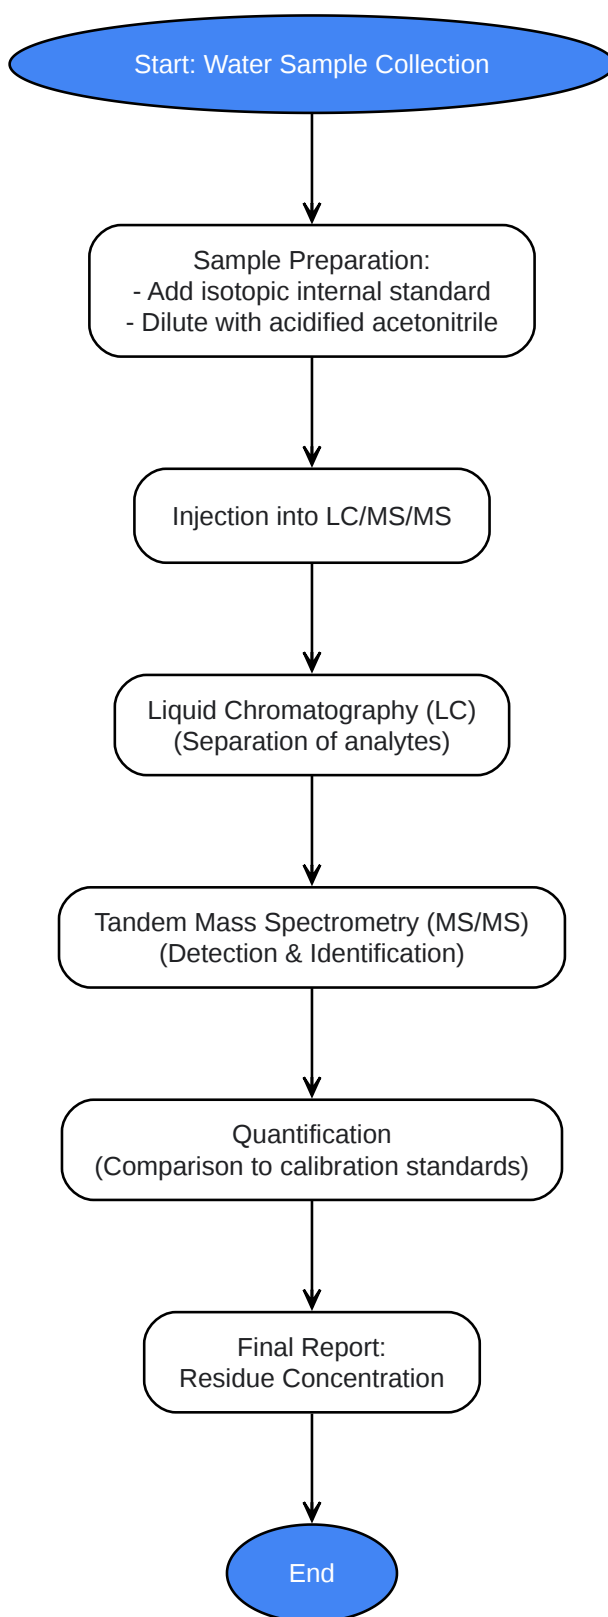 Start: Water Sample Collection
Sample Preparation:
- Add isotopic internal standard
- Dilute with acidified acetonitrile
Injection into LC/MS/MS
Liquid Chromatography (LC)
(Separation of analytes)
Tandem Mass Spectrometry (MS/MS)
(Detection & Identification)
Quantification
(Comparison to calibration standards)
Final Report:
Residue Concentration
End